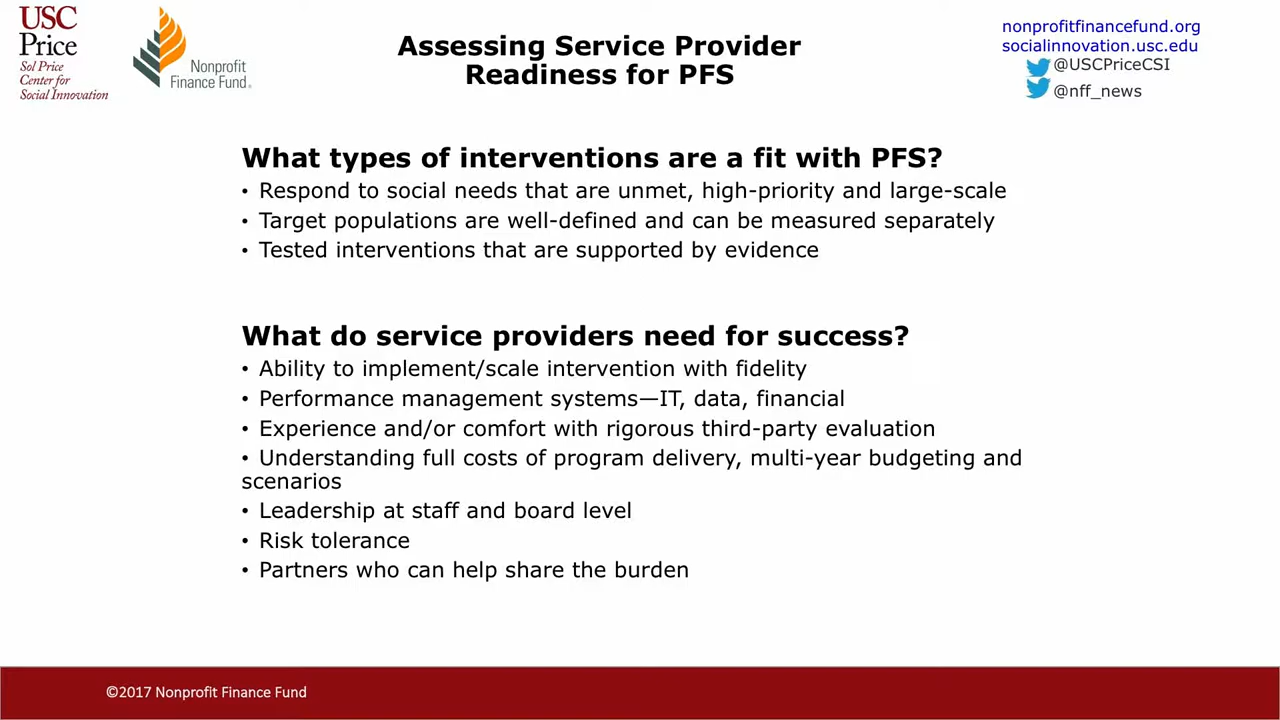 USC
Price
Sol Price
Center for
Social Innovation
Nonprofit
Finance Fund®
Assessing Service Provider
Readiness for PFS
nonprofitfinancefund.org
socialinnovation.usc.edu
@USCPriceCSI
@nff_news
What types of interventions are a fit with PFS?
• Respond to social needs that are unmet, high-priority and large-scale
• Target populations are well-defined and can be measured separately
• Tested interventions that are supported by evidence
What do service providers need for success?
• Ability to implement/scale intervention with fidelity
• Performance management systems—IT, data, financial
• Experience and/or comfort with rigorous third-party evaluation
• Understanding full costs of program delivery, multi-year budgeting and
scenarios
• Leadership at staff and board level
• Risk tolerance
• Partners who can help share the burden
©2017 Nonprofit Finance Fund